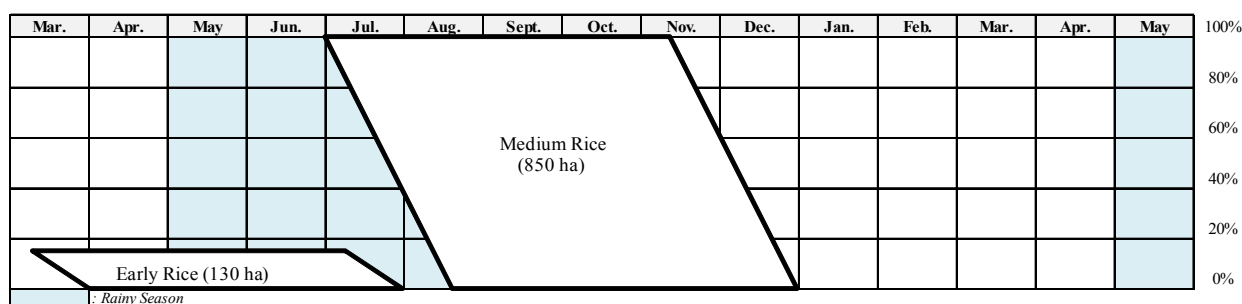 Mar. Apr. May Jun. Jul. Aug. Sept. Oct. Nov. Dec. Jan. Feb. Mar. Apr. May
100%
80%
Medium Rice
60%
(850 ha)
40%
20%
Early Rice (130 ha)
0%
: Rainy Season